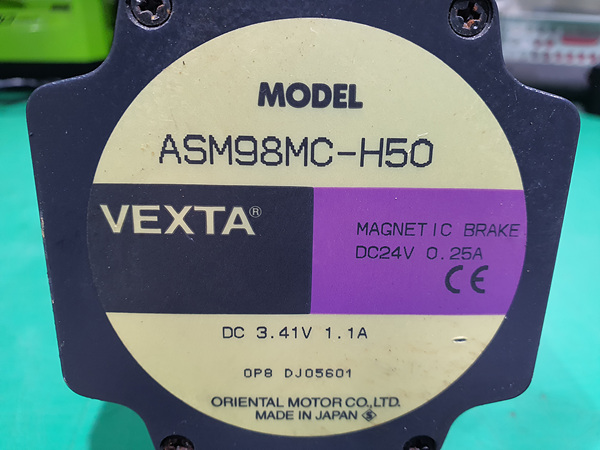 MODEL
ASM98MC-H50
VEXTA®
MAGNETIC BRAKE
DC24V 0.25A
CE
DC 3.41V 1.1A
OP8 DJ05601
ORIENTAL MOTOR CO.,LTD.
MADE IN JAPAN